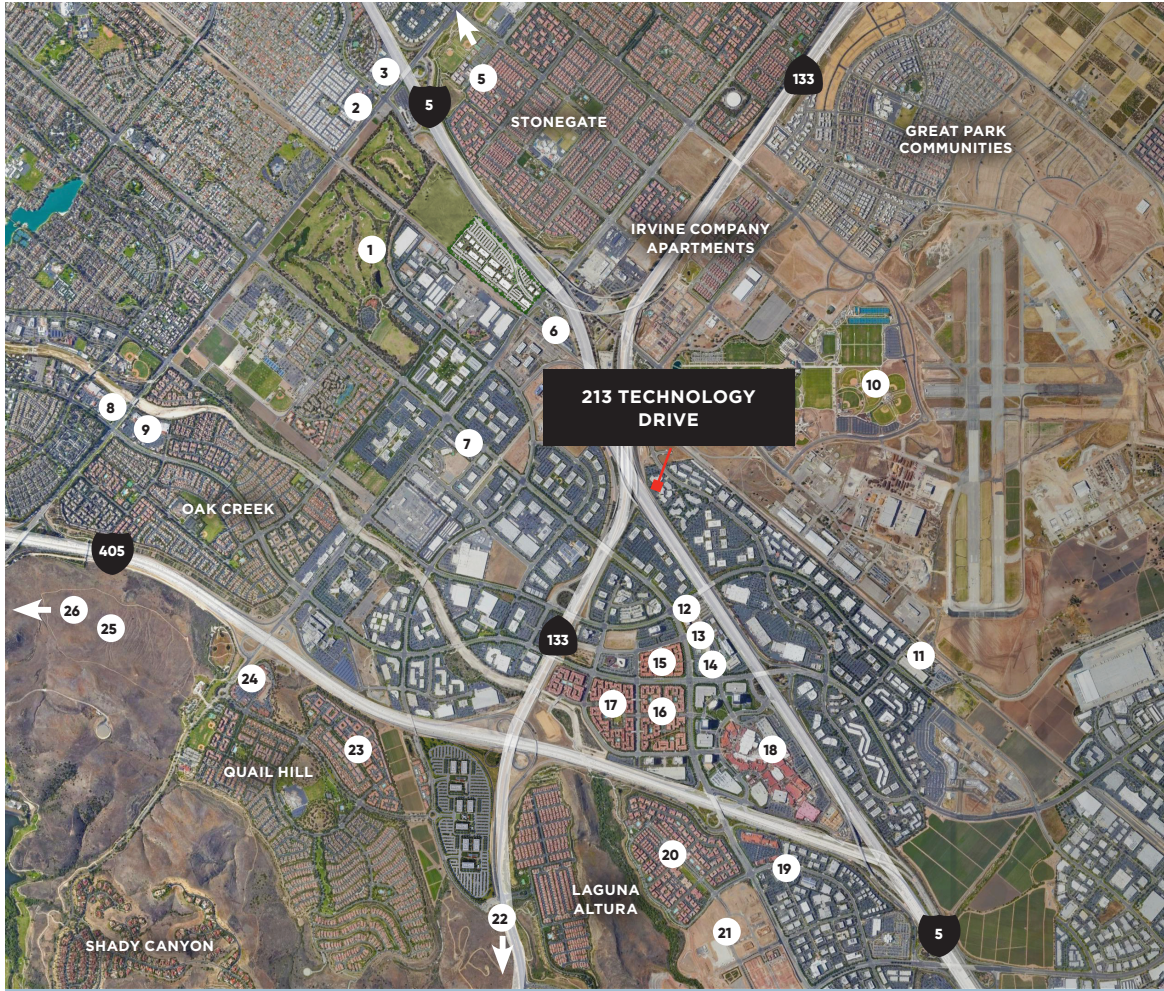 3
5
2
5
133
STONEGATE
GREAT PARK
COMMUNITIES
1
IRVINE COMPANY
APARTMENTS
6
213 TECHNOLOGY
DRIVE
10
8
9
7
OAK CREEK
405
26
25
12
13
14
133
15
11
24
17
16
23
18
QUAIL HILL
20
19
LAGUNA
ALTURA
22
21
5
SHADY CANYON